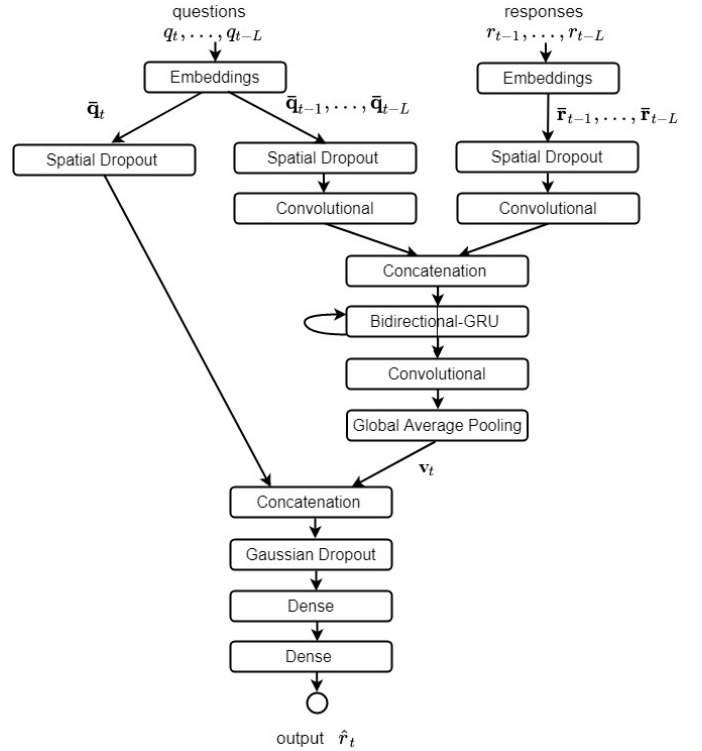 questions
responses
q_t, . . . , q_{t−L}
r_{t−1}, . . . , r_{t−L}
Embeddings
Embeddings
q̄_t
q̄_{t−1}, . . . , q̄_{t−L}
r̄_{t−1}, . . . , r̄_{t−L}
Spatial Dropout
Spatial Dropout
Spatial Dropout
Convolutional
Convolutional
Concatenation
Bidirectional-GRU
Convolutional
Global Average Pooling
v_t
Concatenation
Gaussian Dropout
Dense
Dense
output r̂_t